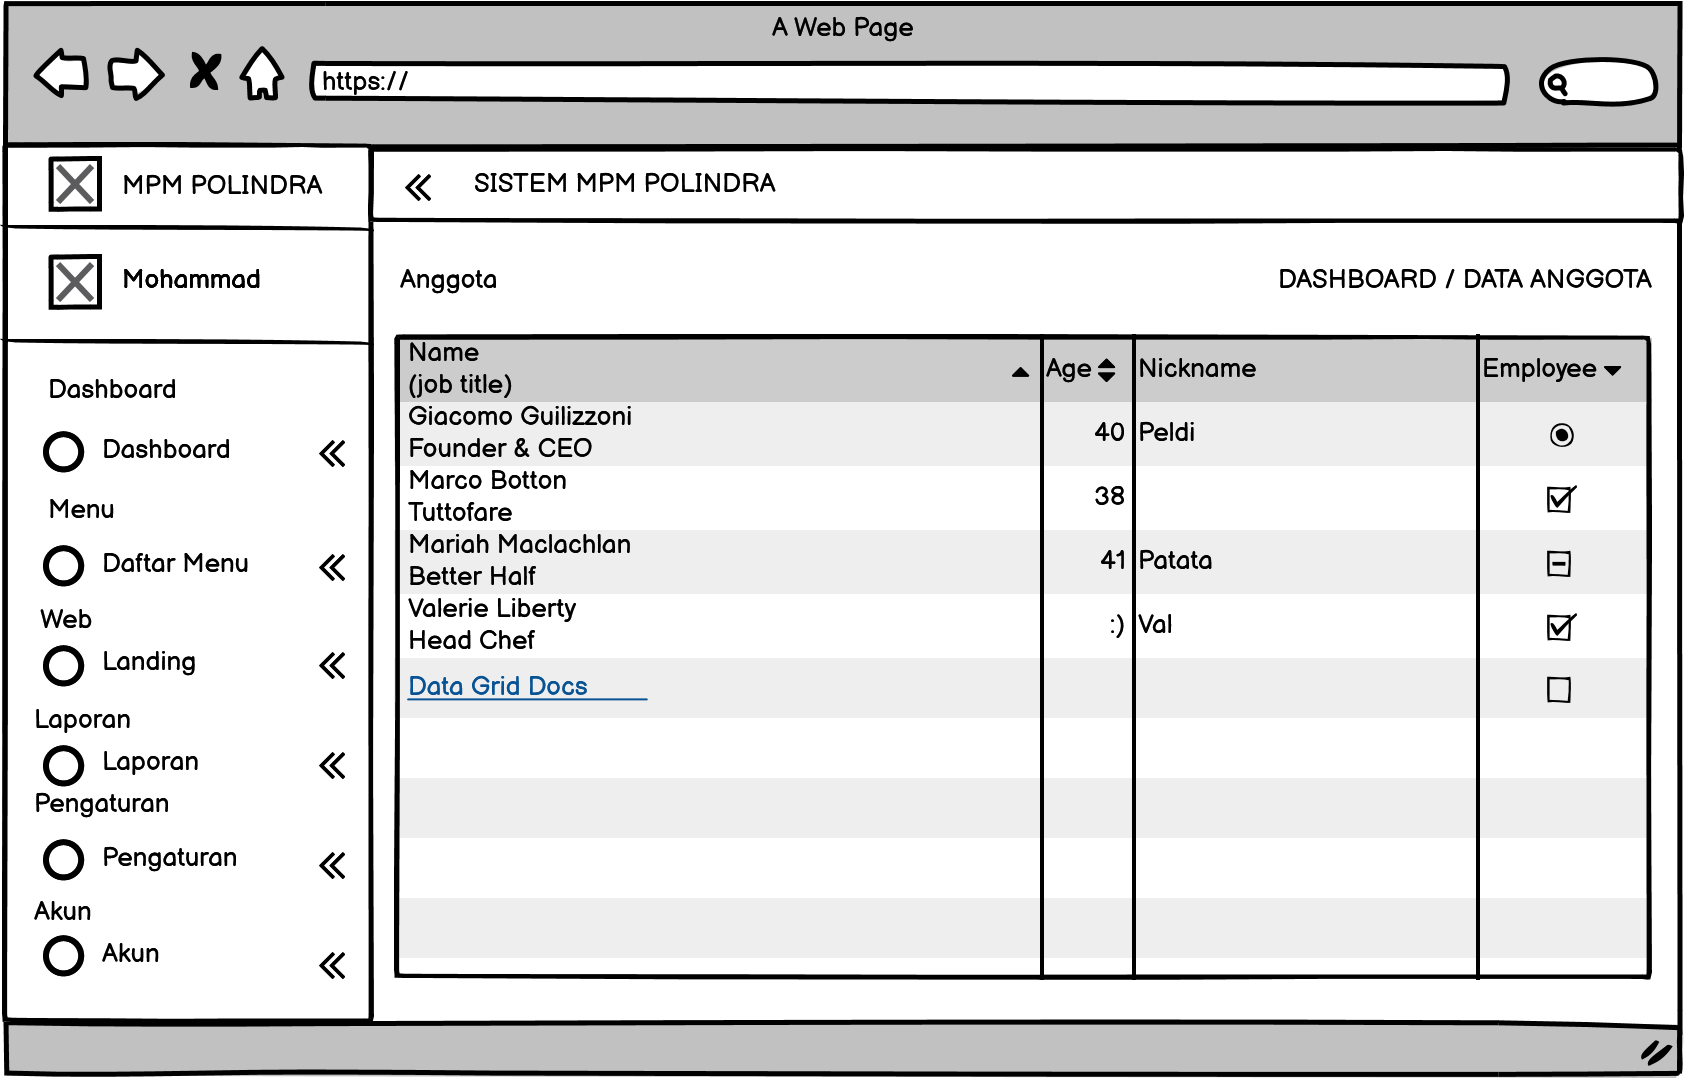 A Web Page
https://
MPM POLINDRA
SISTEM MPM POLINDRA
Mohammad
Anggota
DASHBOARD / DATA ANGGOTA
Dashboard
Dashboard
Menu
Daftar Menu
Web
Landing
Laporan
Laporan
Pengaturan
Pengaturan
Akun
Akun
Name
(job title)
Age
Nickname
Employee
Giacomo Guilizzoni
Founder & CEO
40
Peldi
Marco Botton
Tuttofare
38
Mariah Maclachlan
Better Half
41
Patata
Valerie Liberty
Head Chef
:)
Val
Data Grid Docs